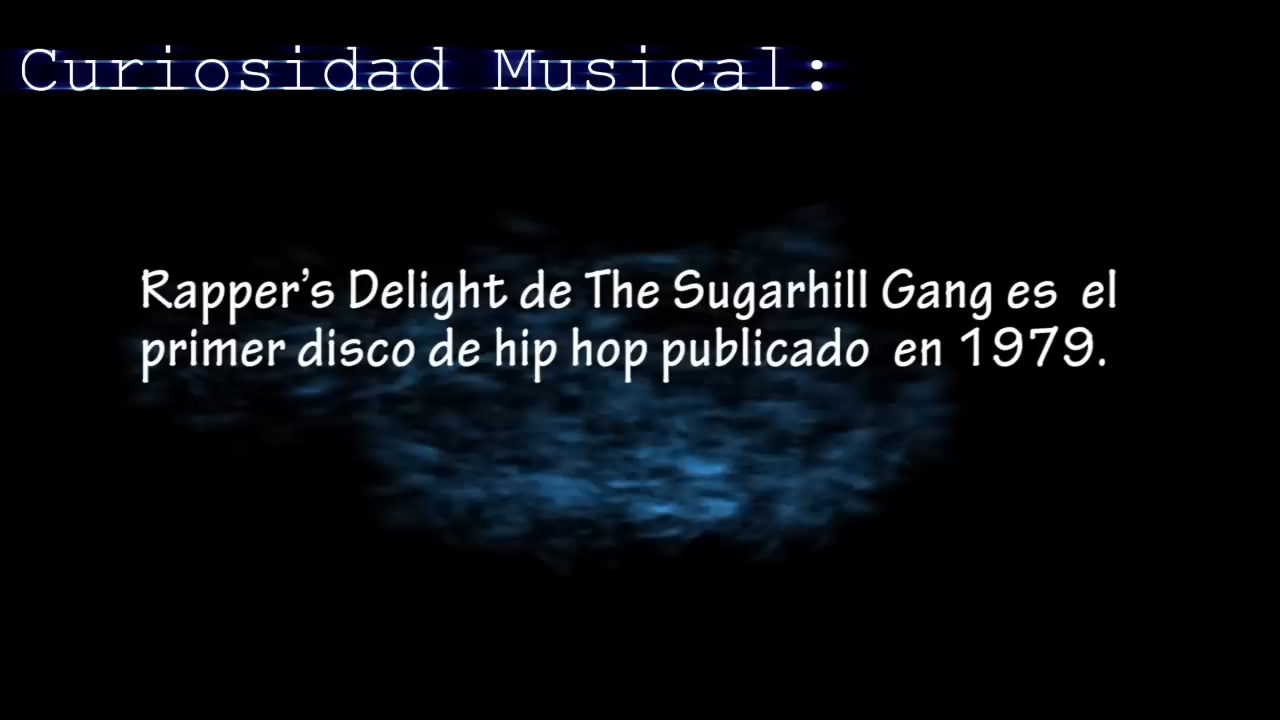 Curiosidad Musical:
Rapper's Delight de The Sugarhill Gang es el
primer disco de hip hop publicado en 1979.